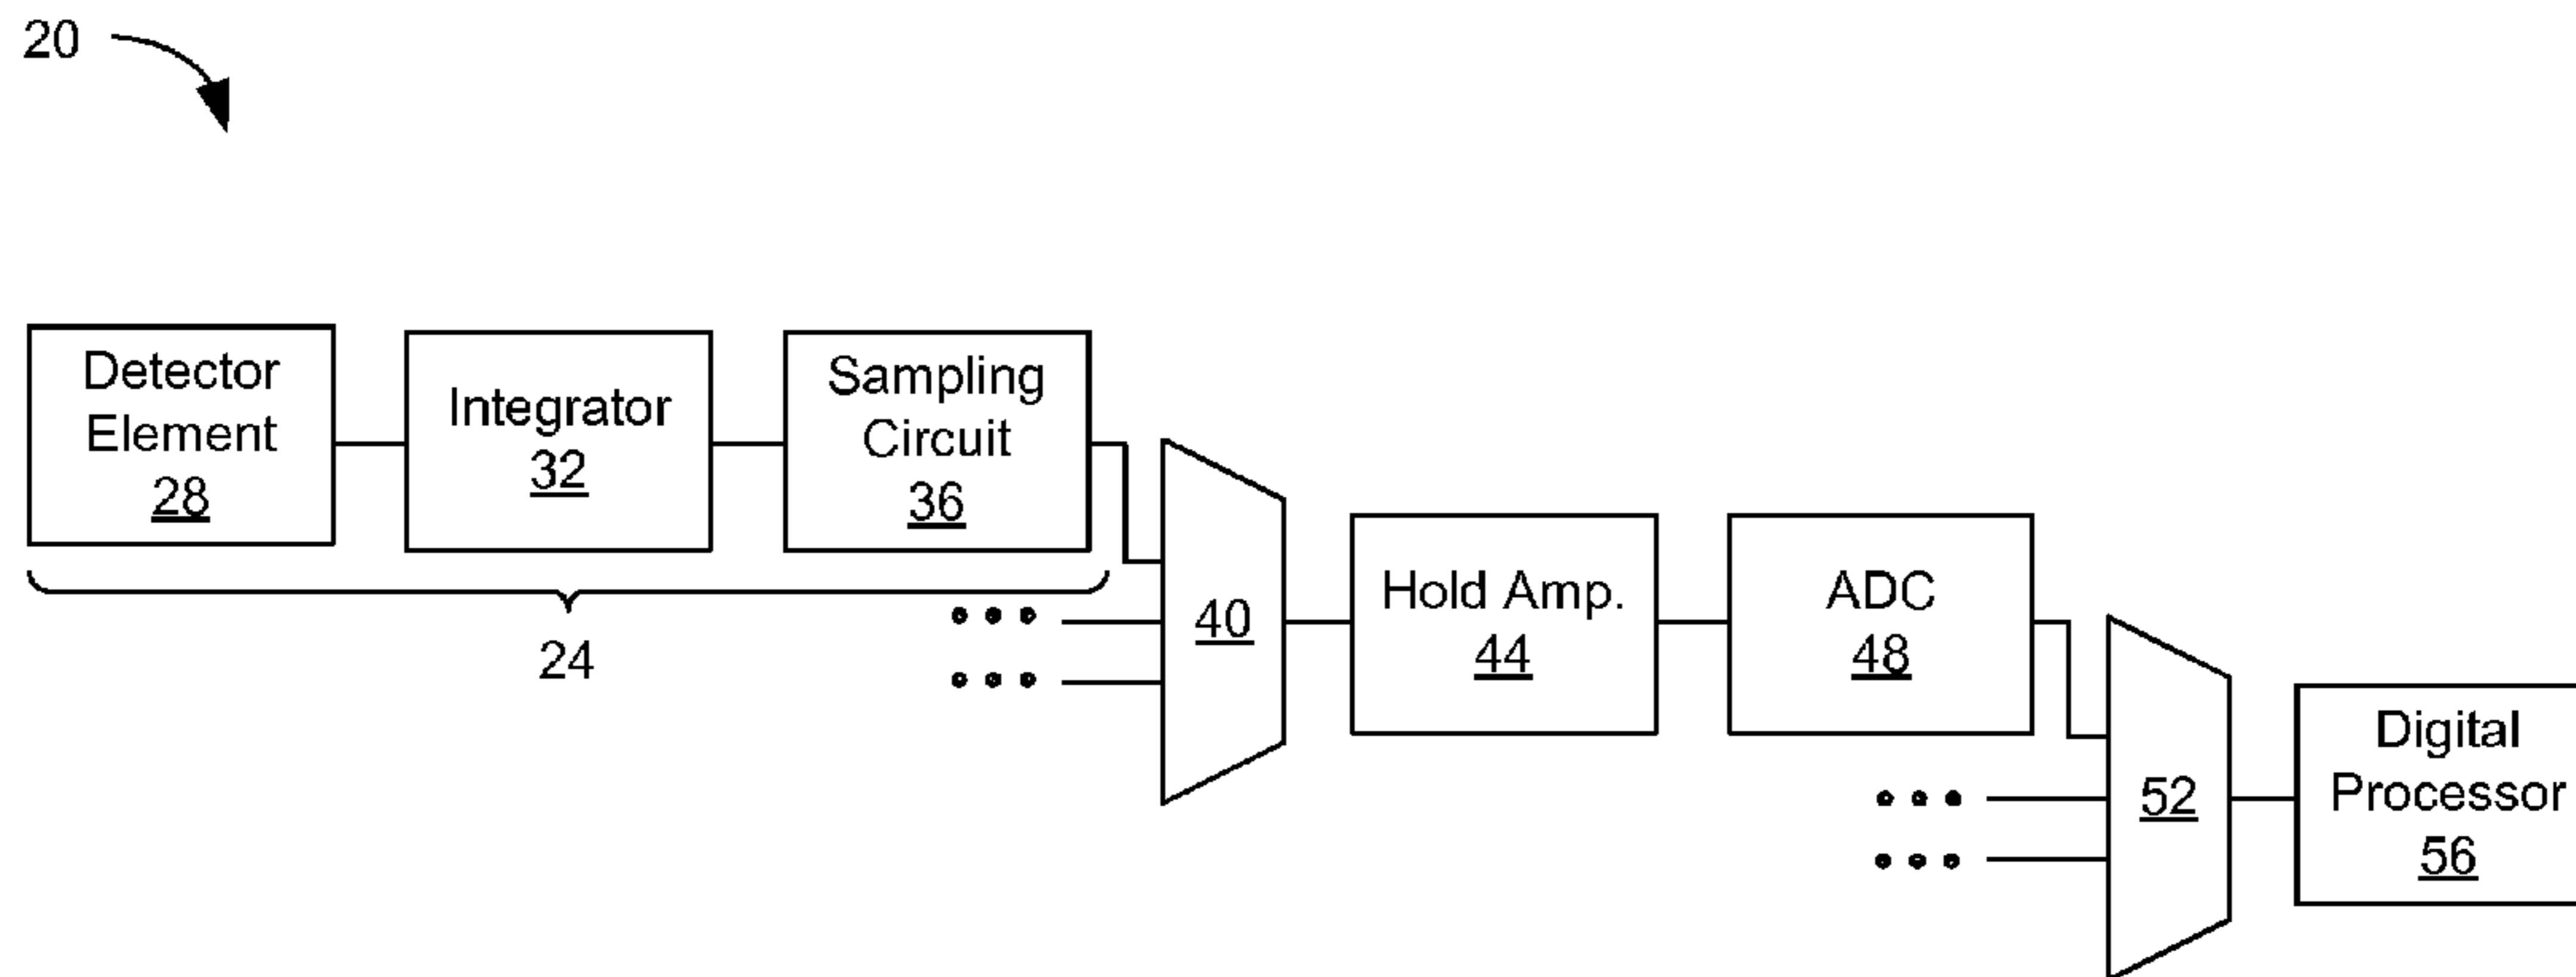 20
Detector
Element
28
Integrator
32
Sampling
Circuit
36
24
40
Hold Amp.
44
ADC
48
52
Digital
Processor
56